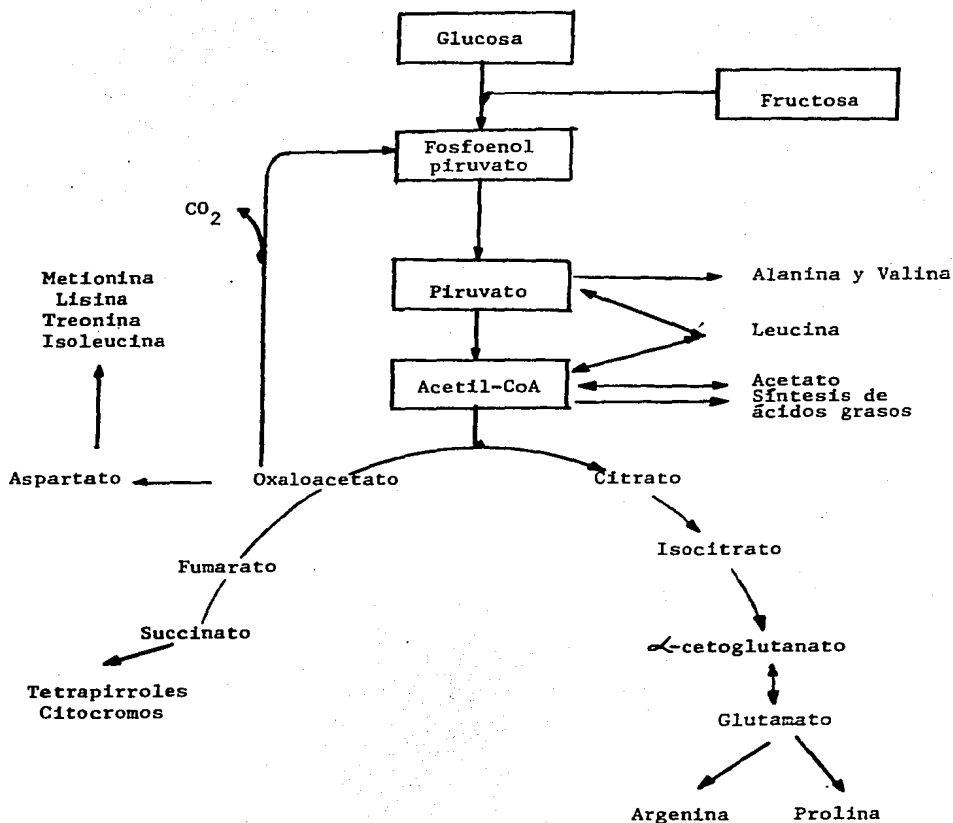 Glucosa
Fructosa
Fosfoenol
piruvato
CO2
Metionina
Lisina
Treonina
Isoleucina
Piruvato
Alanina y Valina
Leucina
Acetil-CoA
Acetato
Síntesis de
ácidos grasos
Aspartato
Oxaloacetato
Citrato
Isocitrato
Fumarato
Succinato
α-cetoglutanato
Tetrapirroles
Citocromos
Glutamato
Argenina
Prolina